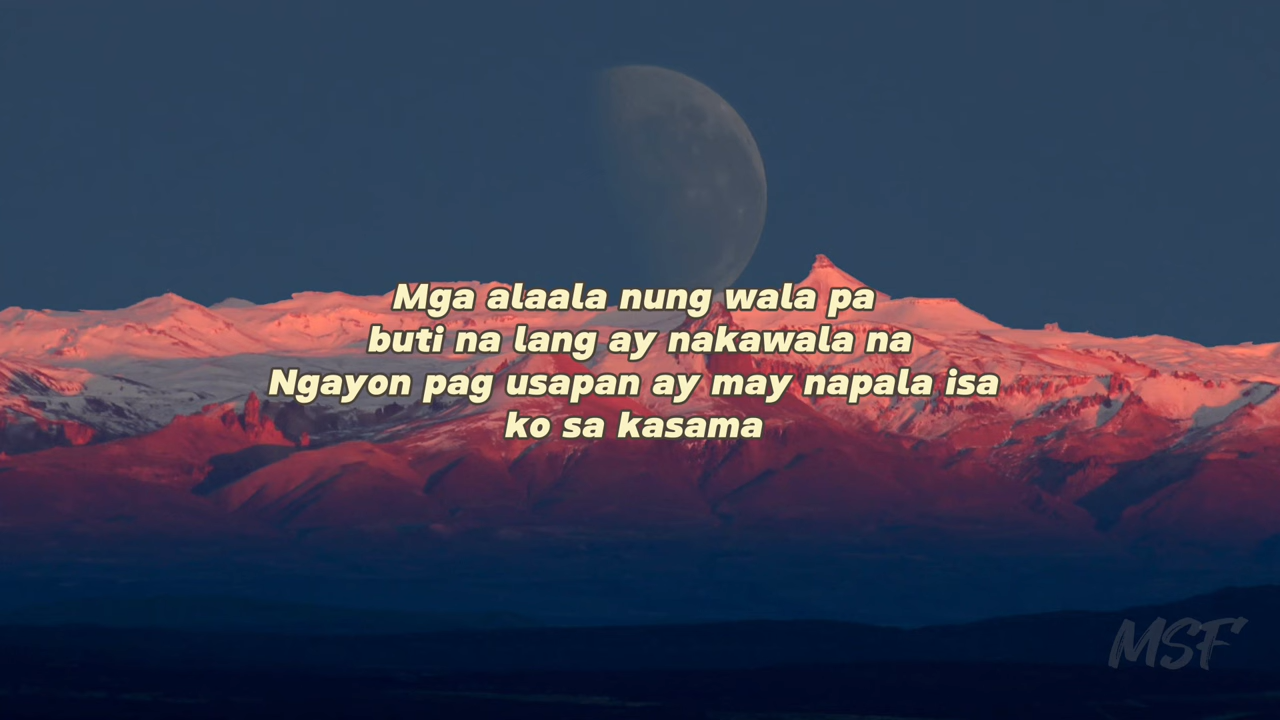 Mga alaala nung wala pa
buti na lang ay nakawala na
Ngayon pag usapan ay may napala isa
ko sa kasama
MSF